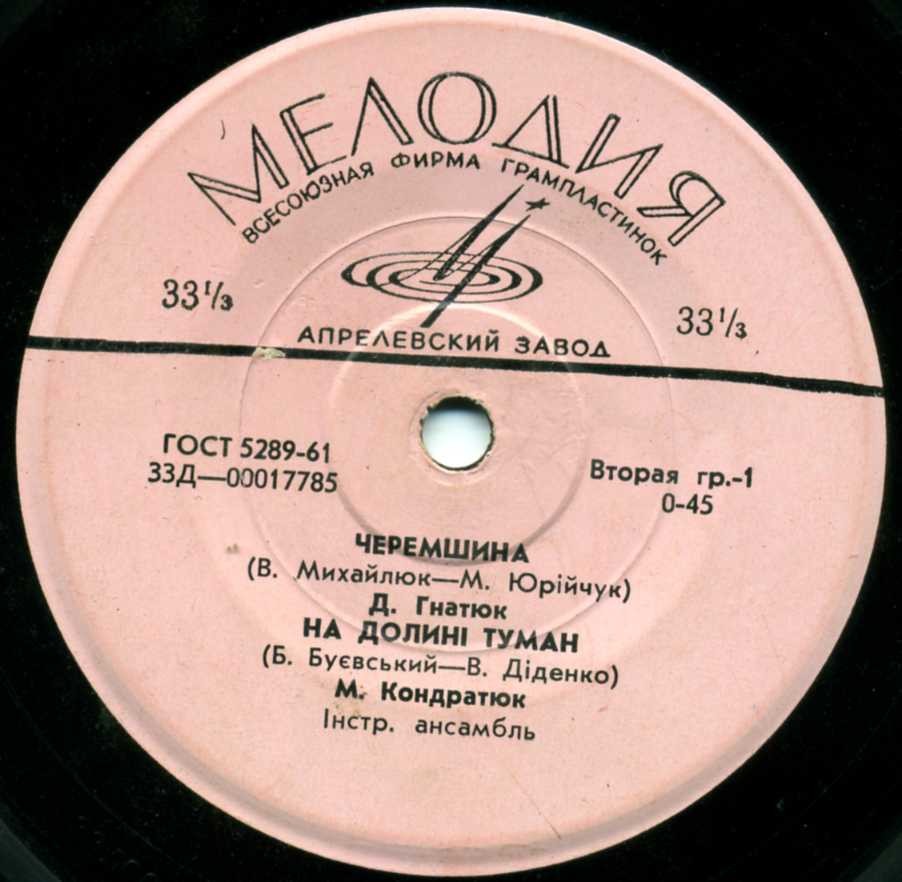 МЕЛОДИЯ
ВСЕСОЮЗНАЯ ФИРМА ГРАМПЛАСТИНОК
33⅓
33⅓
АПРЕЛЕВСКИЙ ЗАВОД
ГОСТ 5289-61
33Д—00017785
Вторая гр.-1
0-45
ЧЕРЕМШИНА
(В. Михайлюк—М. Юрійчук)
Д. Гнатюк
НА ДОЛИНІ ТУМАН
(Б. Буєвський—В. Діденко)
М. Кондратюк
Інстр. ансамбль